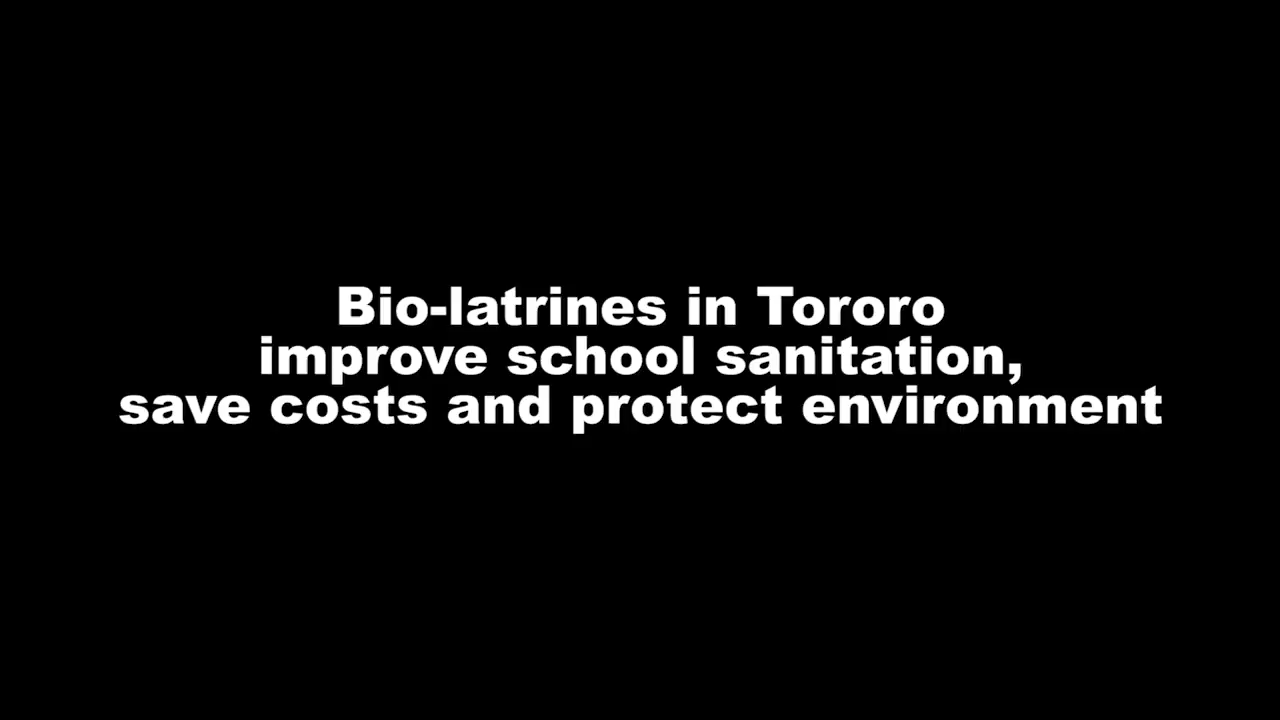 Bio-latrines in Tororo
improve school sanitation,
save costs and protect environment